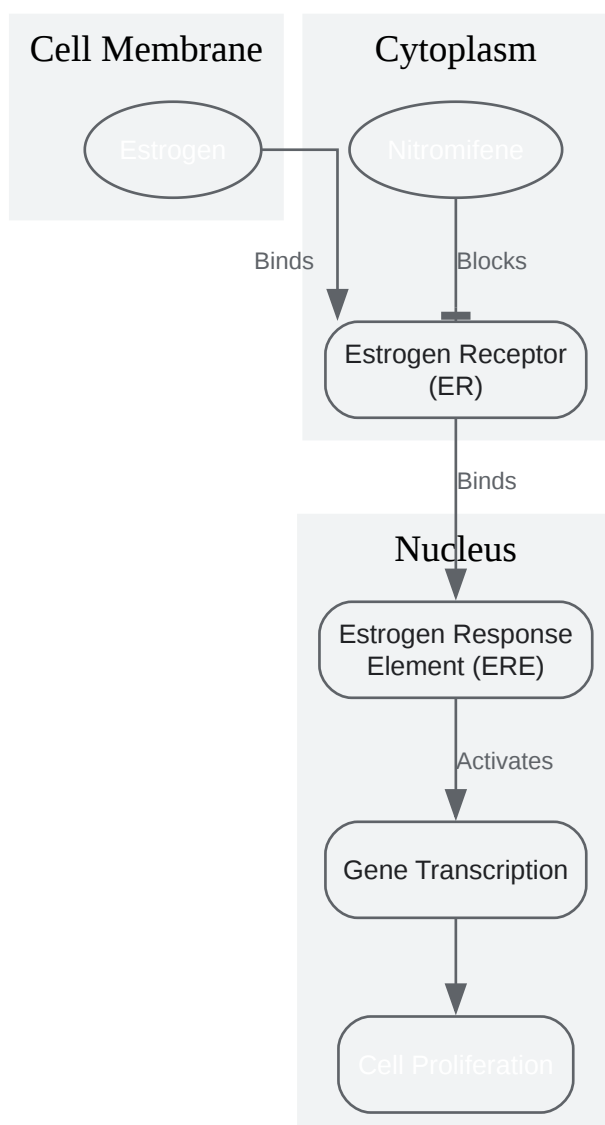 Cell Membrane
Cytoplasm
Estrogen
Nitromifene
Binds
Blocks
Estrogen Receptor
(ER)
Binds
Nucleus
Estrogen Response
Element (ERE)
Activates
Gene Transcription
Cell Proliferation